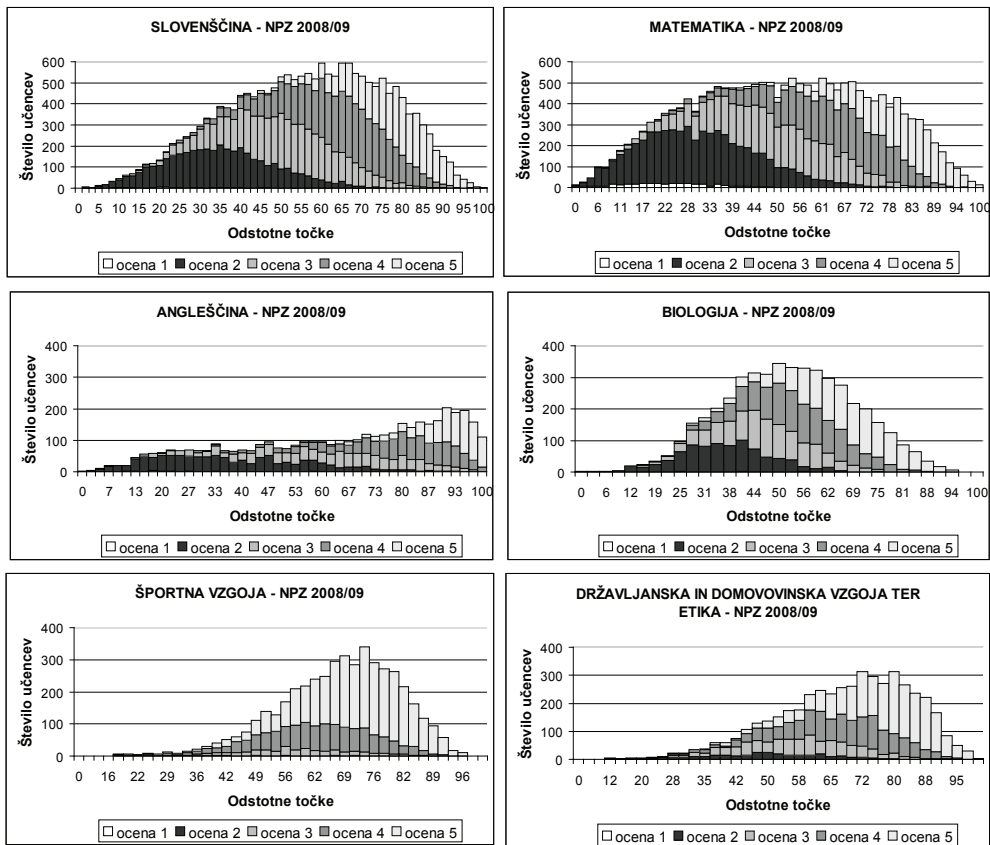 SLOVENŠČINA - NPZ 2008/09
Število učencev
600
500
400
300
200
100
0
0 5 10 15 20 25 30 35 40 45 50 55 60 65 70 75 80 85 90 95 100
Odstotne točke
ocena 1 ocena 2 ocena 3 ocena 4 ocena 5
MATEMATIKA - NPZ 2008/09
Število učencev
600
500
400
300
200
100
0
0 6 11 17 22 28 33 39 44 50 56 61 67 72 78 83 89 94 100
Odstotne točke
ocena 1 ocena 2 ocena 3 ocena 4 ocena 5
ANGLEŠČINA - NPZ 2008/09
Število učencev
400
300
200
100
0
0 7 13 20 27 33 40 47 53 60 67 73 80 87 93 100
Odstotne točke
ocena 1 ocena 2 ocena 3 ocena 4 ocena 5
BIOLOGIJA - NPZ 2008/09
Število učencev
400
300
200
100
0
0 6 12 19 25 31 38 44 50 56 62 69 75 81 88 94 100
Odstotne točke
ocena 1 ocena 2 ocena 3 ocena 4 ocena 5
ŠPORTNA VZGOJA - NPZ 2008/09
Število učencev
400
300
200
100
0
0 16 22 29 36 42 49 56 62 69 76 82 89 96
Odstotne točke
ocena 1 ocena 2 ocena 3 ocena 4 ocena 5
DRŽAVLJANSKA IN DOMOVOVINSKA VZGOJA TER
ETIKA - NPZ 2008/09
Število učencev
400
300
200
100
0
0 12 20 28 35 42 50 58 65 72 80 88 95
Odstotne točke
ocena 1 ocena 2 ocena 3 ocena 4 ocena 5